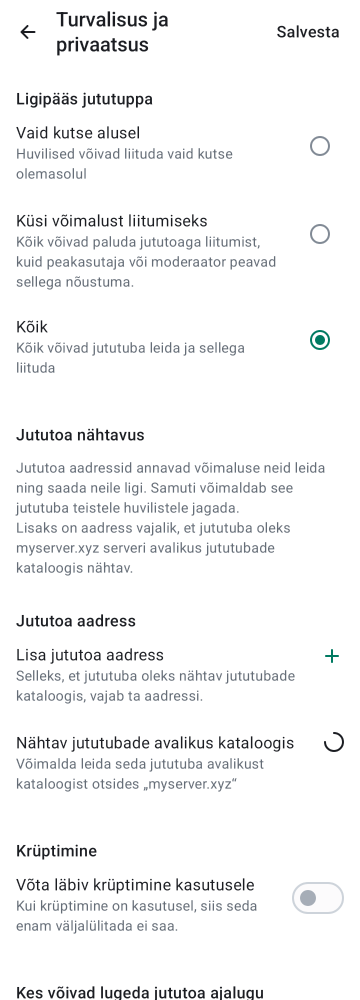 Turvalisus ja
privaatsus
Salvesta
Ligipääs jututuppa
Vaid kutse alusel
Huvilised võivad liituda vaid kutse
olemasolul
Küsi võimalust liitumiseks
Kõik võivad paluda jututoaga liitumist,
kuid peakasutaja või moderaator peavad
sellega nõustuma.
Kõik
Kõik võivad jututuba leida ja sellega
liituda
Jututoa nähtavus
Jututoa aadressid annavad võimaluse neid leida
ning saada neile ligi. Samuti võimaldab see
jututuba teistele huvilistele jagada.
Lisaks on aadress vajalik, et jututuba oleks
myserver.xyz serveri avalikus jututubade
kataloogis nähtav.
Jututoa aadress
Lisa jututoa aadress
Selleks, et jututuba oleks nähtav jututubade
kataloogis, vajab ta aadressi.
Nähtav jututubade avalikus kataloogis
Võimalda leida seda jututuba avalikust
kataloogist otsides „myserver.xyz“
Krüptimine
Võta läbiv krüptimine kasutusele
Kui krüptimine on kasutusel, siis seda
enam väljalülitada ei saa.
Kes võivad lugeda jututoa ajalugu